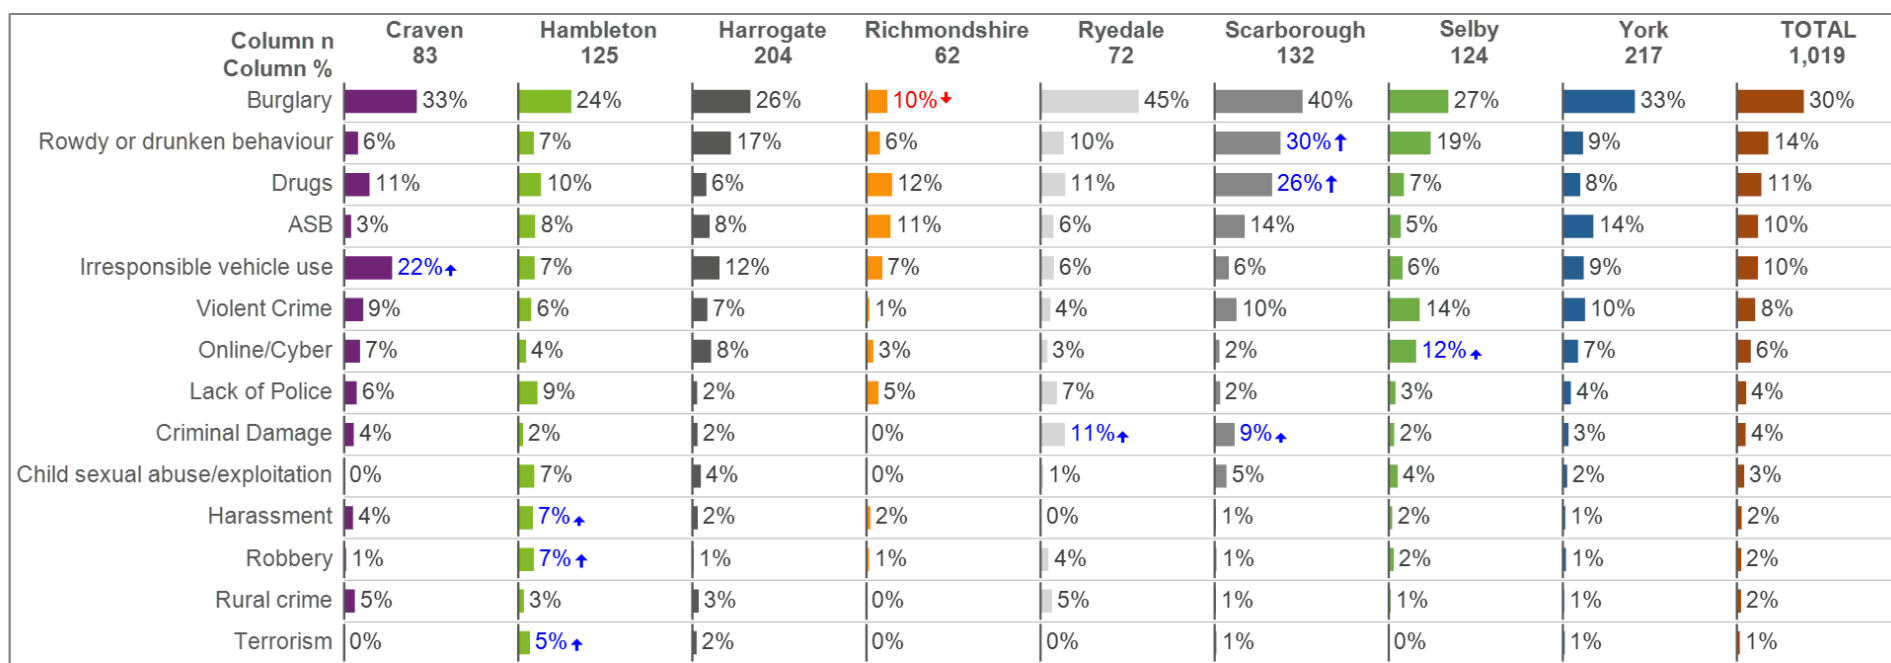 Column n Craven Hambleton Harrogate Richmondshire Ryedale Scarborough Selby York TOTAL
Column % 83 125 204 62 72 132 124 217 1,019
Burglary 33% 24% 26% 10% 45% 40% 27% 33% 30%
Rowdy or drunken behaviour 6% 7% 17% 6% 10% 30% 19% 9% 14%
Drugs 11% 10% 6% 12% 11% 26% 7% 8% 11%
ASB 3% 8% 8% 11% 6% 14% 5% 14% 10%
Irresponsible vehicle use 22% 7% 12% 7% 6% 6% 6% 9% 10%
Violent Crime 9% 6% 7% 1% 4% 10% 14% 10% 8%
Online/Cyber 7% 4% 8% 3% 3% 2% 12% 7% 6%
Lack of Police 6% 9% 2% 5% 7% 2% 3% 4% 4%
Criminal Damage 4% 2% 2% 0% 11% 9% 2% 3% 4%
Child sexual abuse/exploitation 0% 7% 4% 0% 1% 5% 4% 2% 3%
Harassment 4% 7% 2% 2% 0% 1% 2% 1% 2%
Robbery 1% 7% 1% 1% 4% 1% 2% 1% 2%
Rural crime 5% 3% 3% 0% 5% 1% 1% 1% 2%
Terrorism 0% 5% 2% 0% 0% 1% 0% 1% 1%